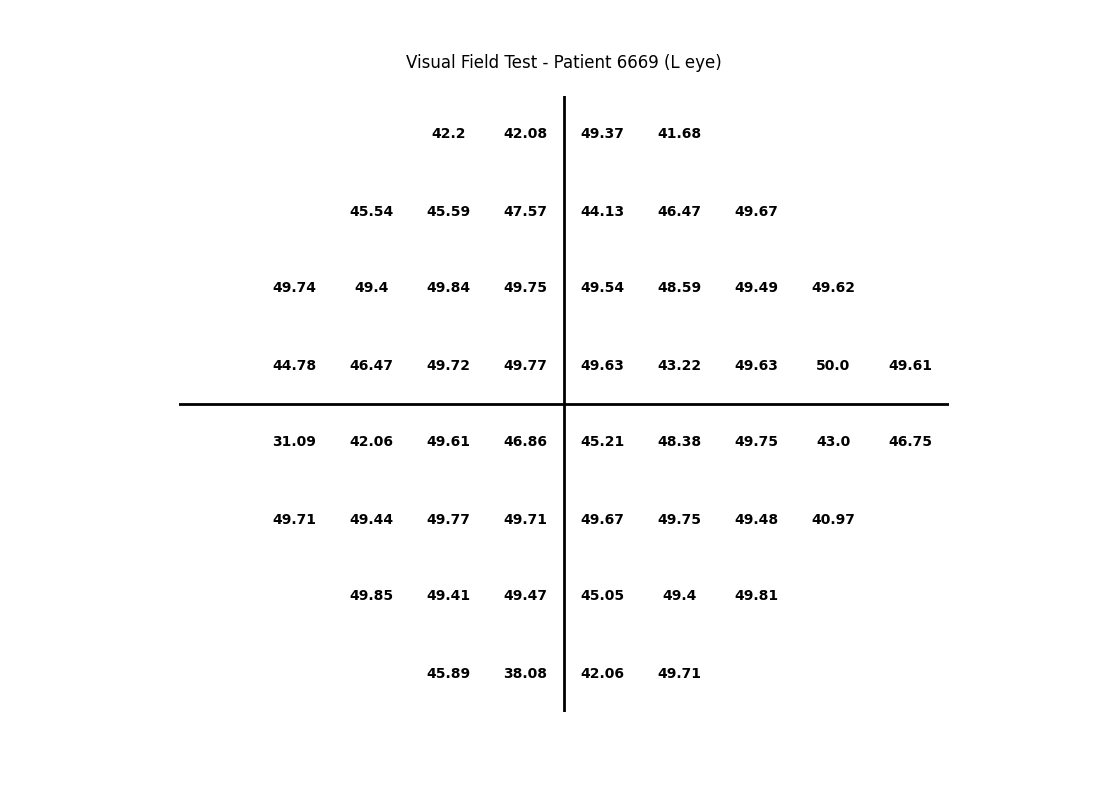 Visual Field Test - Patient 6669 (L eye)
42.2 42.08 49.37 41.68
45.54 45.59 47.57 44.13 46.47 49.67
49.74 49.4 49.84 49.75 49.54 48.59 49.49 49.62
44.78 46.47 49.72 49.77 49.63 43.22 49.63 50.0 49.61
31.09 42.06 49.61 46.86 45.21 48.38 49.75 43.0 46.75
49.71 49.44 49.77 49.71 49.67 49.75 49.48 40.97
49.85 49.41 49.47 45.05 49.4 49.81
45.89 38.08 42.06 49.71